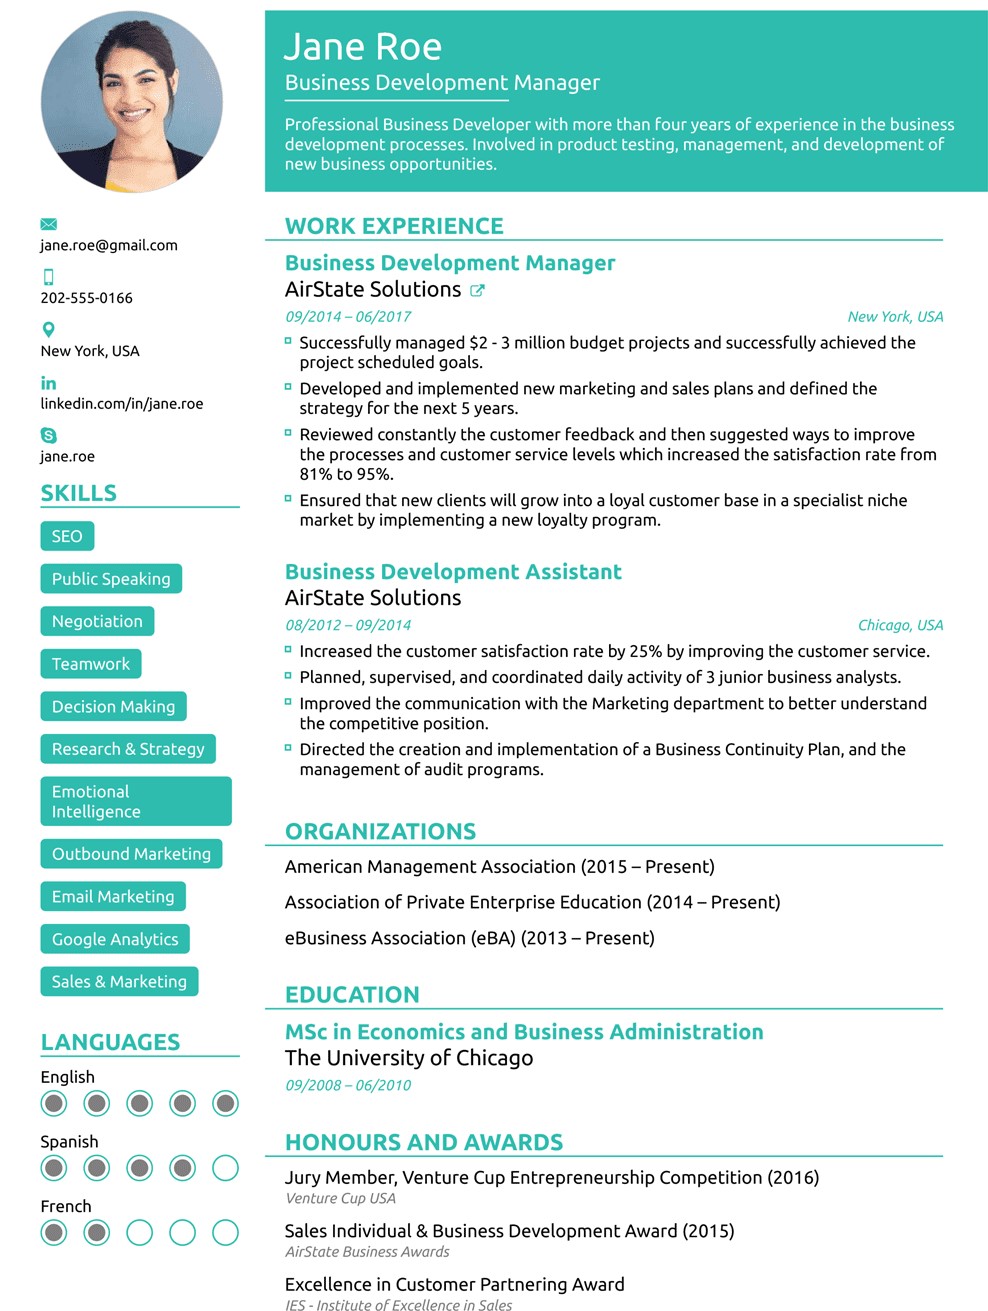 Jane Roe
Business Development Manager
Professional Business Developer with more than four years of experience in the business
development processes. Involved in product testing, management, and development of
new business opportunities.
jane.roe@gmail.com
202-555-0166
New York, USA
in
linkedin.com/in/jane.roe
S
jane.roe
SKILLS
SEO
Public Speaking
Negotiation
Teamwork
Decision Making
Research & Strategy
Emotional
Intelligence
Outbound Marketing
Email Marketing
Google Analytics
Sales & Marketing
LANGUAGES
English
Spanish
French
WORK EXPERIENCE
Business Development Manager
AirState Solutions
09/2014 – 06/2017
New York, USA
Successfully managed $2 - 3 million budget projects and successfully achieved the
project scheduled goals.
Developed and implemented new marketing and sales plans and defined the
strategy for the next 5 years.
Reviewed constantly the customer feedback and then suggested ways to improve
the processes and customer service levels which increased the satisfaction rate from
81% to 95%.
Ensured that new clients will grow into a loyal customer base in a specialist niche
market by implementing a new loyalty program.
Business Development Assistant
AirState Solutions
08/2012 – 09/2014
Chicago, USA
Increased the customer satisfaction rate by 25% by improving the customer service.
Planned, supervised, and coordinated daily activity of 3 junior business analysts.
Improved the communication with the Marketing department to better understand
the competitive position.
Directed the creation and implementation of a Business Continuity Plan, and the
management of audit programs.
ORGANIZATIONS
American Management Association (2015 – Present)
Association of Private Enterprise Education (2014 – Present)
eBusiness Association (eBA) (2013 – Present)
EDUCATION
MSc in Economics and Business Administration
The University of Chicago
09/2008 – 06/2010
HONOURS AND AWARDS
Jury Member, Venture Cup Entrepreneurship Competition (2016)
Venture Cup USA
Sales Individual & Business Development Award (2015)
AirState Business Awards
Excellence in Customer Partnering Award
IES - Institute of Excellence in Sales